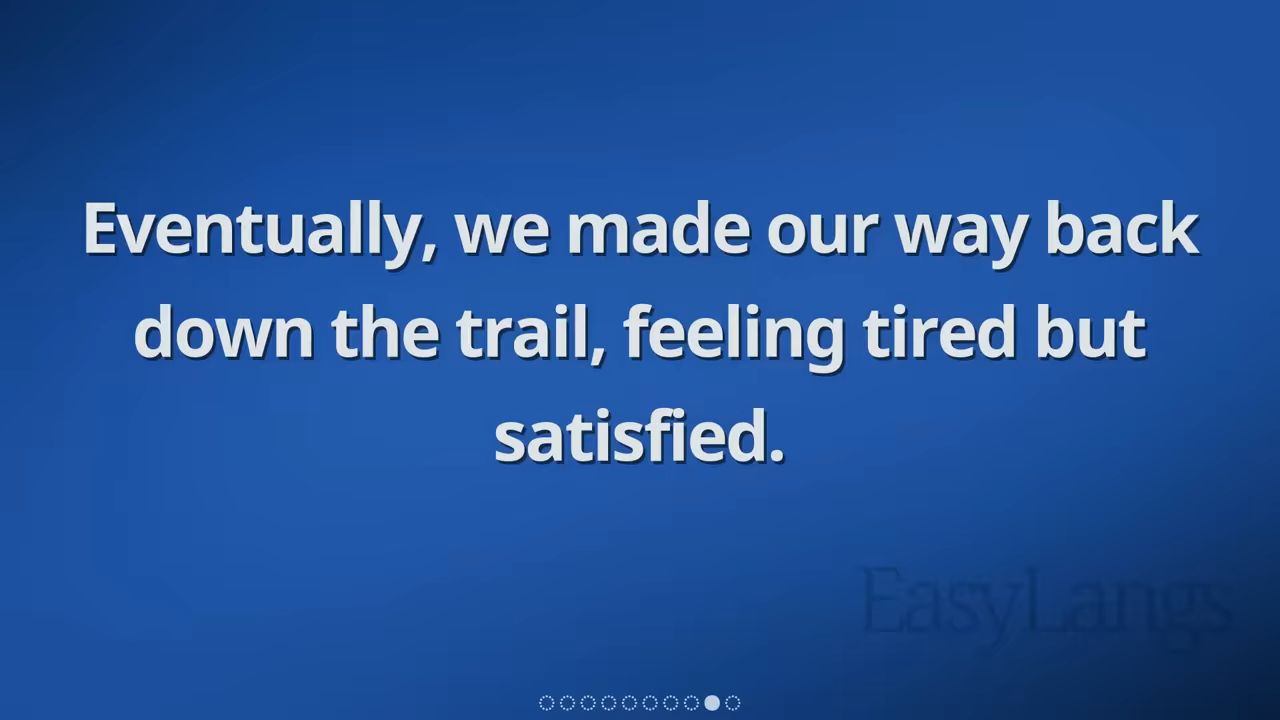 Eventually, we made our way back
down the trail, feeling tired but
satisfied.
EasyLangs